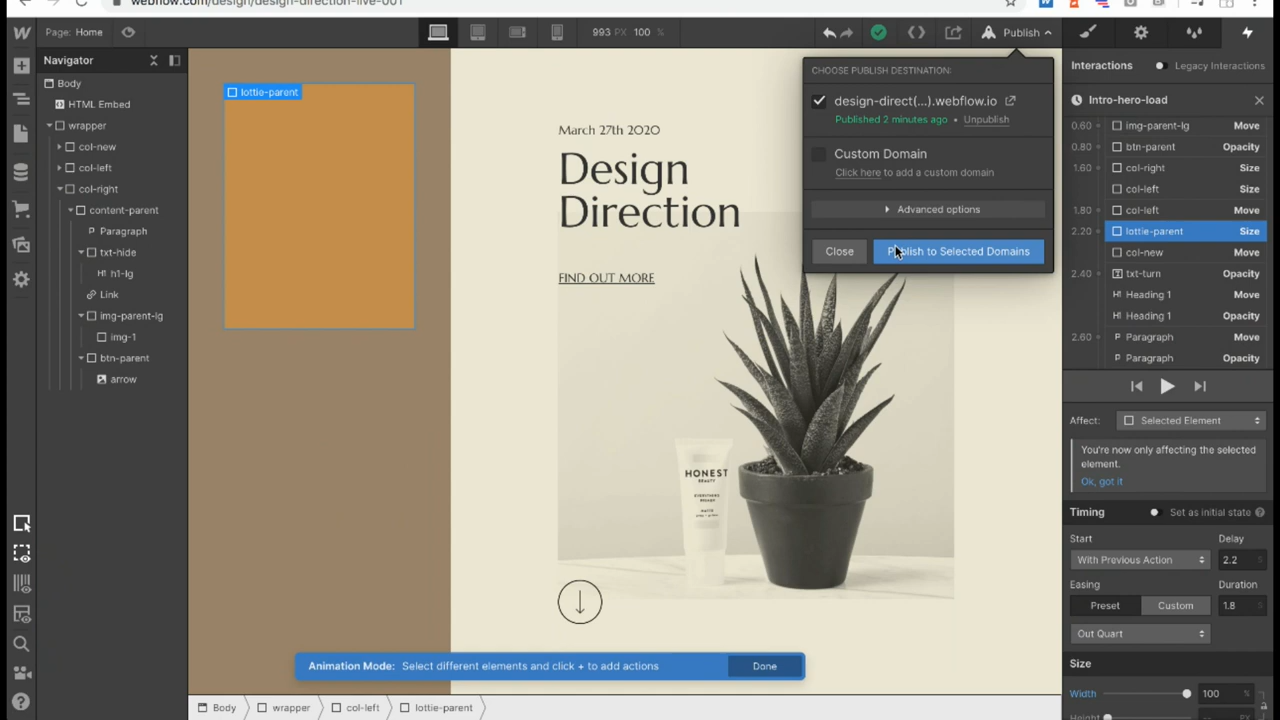 webflow.com/design/design-direction-live-001
Page: Home
993 PX 100 %
Publish
Navigator
Body
HTML Embed
wrapper
col-new
col-left
col-right
content-parent
Paragraph
txt-hide
H1 h1-lg
Link
img-parent-lg
img-1
btn-parent
arrow
lottie-parent
March 27th 2020
Design
Direction
FIND OUT MORE
HONEST
BEAUTY
CHOOSE PUBLISH DESTINATION:
design-direct(...).webflow.io
Published 2 minutes ago • Unpublish
Custom Domain
Click here to add a custom domain
Advanced options
Close
Publish to Selected Domains
Animation Mode: Select different elements and click + to add actions
Done
Body
wrapper
col-left
lottie-parent
Interactions
Legacy Interactions
Intro-hero-load
0.60 img-parent-lg Move
0.80 btn-parent Opacity
1.60 col-right Size
col-left Size
1.80 col-left Move
2.20 lottie-parent Size
col-new Move
2.40 txt-turn Opacity
H1 Heading 1 Move
H1 Heading 1 Opacity
2.60 P Paragraph Move
P Paragraph Opacity
Affect: Selected Element
You're now only affecting the selected
element.
Ok, got it
Timing
Set as initial state
Start
Delay
With Previous Action
2.2
Easing
Duration
Preset
Custom
1.8
Out Quart
Size
Width
100 %
Height
PX